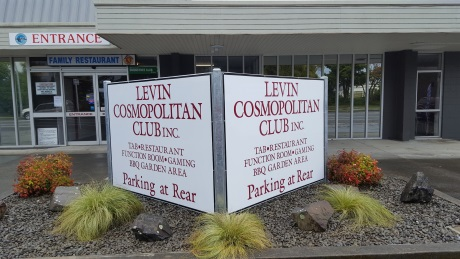 ENTRANCE
FAMILY RESTAURANT
LEVIN
COSMOPOLITAN
CLUB INC.
TAB•RESTAURANT
FUNCTION ROOM•GAMING
BBQ GARDEN AREA
Parking at Rear
LEVIN
COSMOPOLITAN
CLUB INC.
TAB•RESTAURANT
FUNCTION ROOM•GAMING
BBQ GARDEN AREA
Parking at Rear